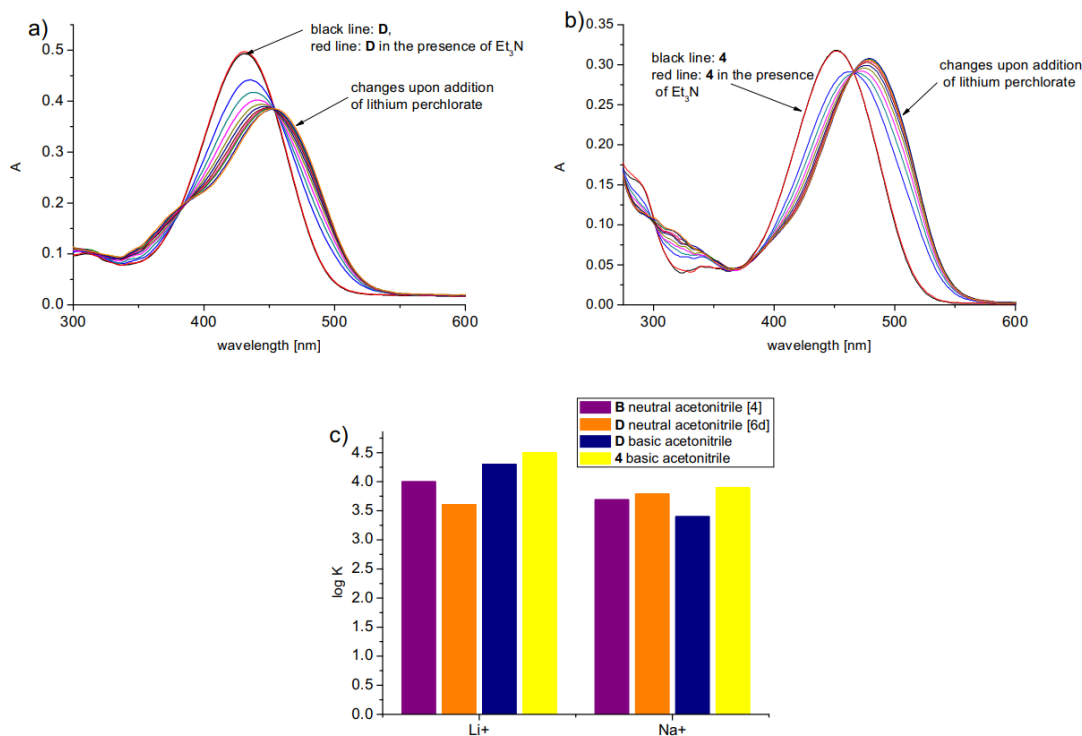 a)
black line: D,
red line: D in the presence of Et3N
changes upon addition
of lithium perchlorate
0.5
0.4
0.3
0.2
0.1
0.0
A
300
400
500
600
wavelength [nm]
b)
black line: 4
red line: 4 in the presence
of Et3N
changes upon addition
of lithium perchlorate
0.35
0.30
0.25
0.20
0.15
0.10
0.05
0.00
A
300
400
500
600
wavelength [nm]
c)
B neutral acetonitrile [4]
D neutral acetonitrile [6d]
D basic acetonitrile
4 basic acetonitrile
4.5
4.0
3.5
3.0
2.5
2.0
1.5
1.0
0.5
0.0
log K
Li+
Na+